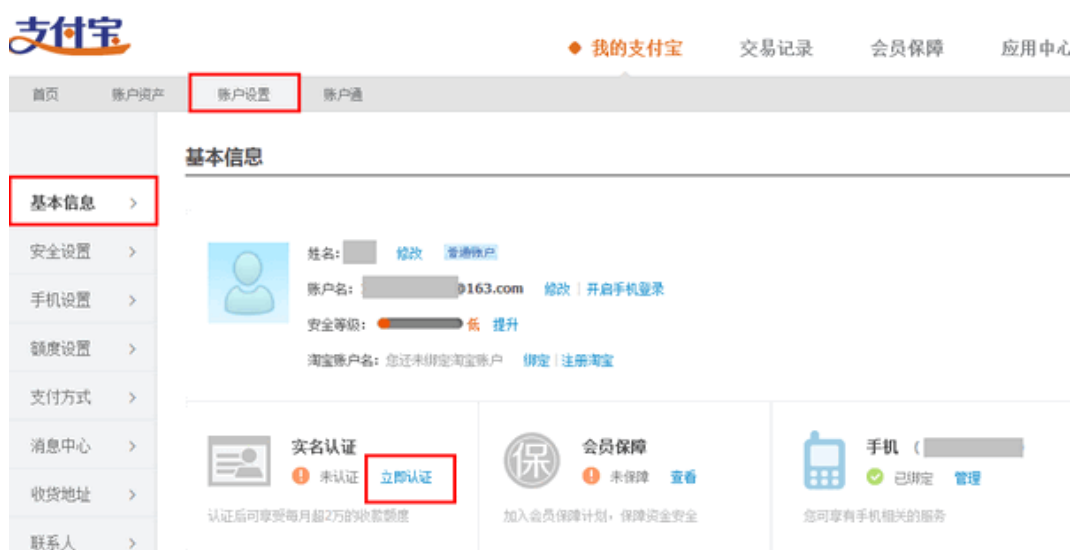 支付宝
我的支付宝 交易记录 会员保障 应用中心
首页 账户资产 账户设置 账户通
基本信息
基本信息
安全设置
手机设置
额度设置
支付方式
消息中心
收货地址
联系人
姓名: 修改 普通账户
账户名: @163.com 修改 | 开启手机登录
安全等级: 低 提升
淘宝账户名: 您还未绑定淘宝账户 绑定 | 注册淘宝
实名认证
未认证 立即认证
认证后可享受每月超2万的收款额度
保
会员保障
未保障 查看
加入会员保障计划，保障资金安全
手机 (
已绑定 管理
您可享有手机相关的服务